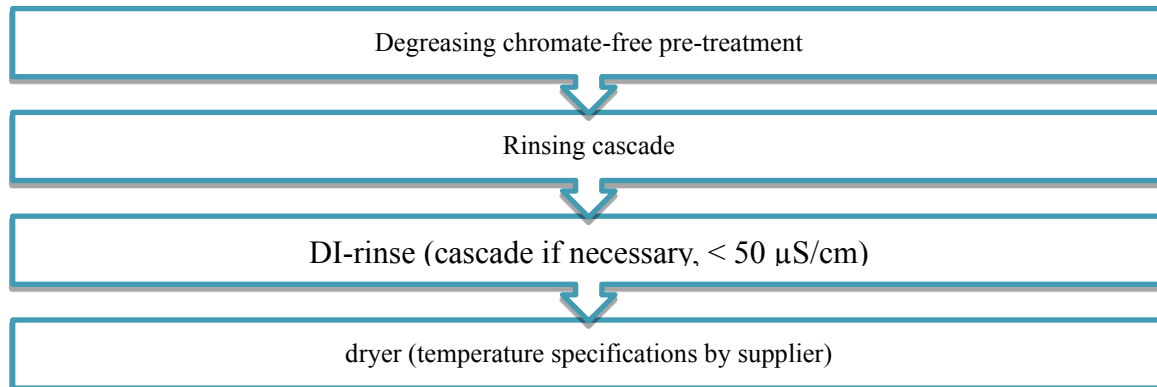 Degreasing chromate-free pre-treatment
Rinsing cascade
DI-rinse (cascade if necessary, < 50 µS/cm)
dryer (temperature specifications by supplier)